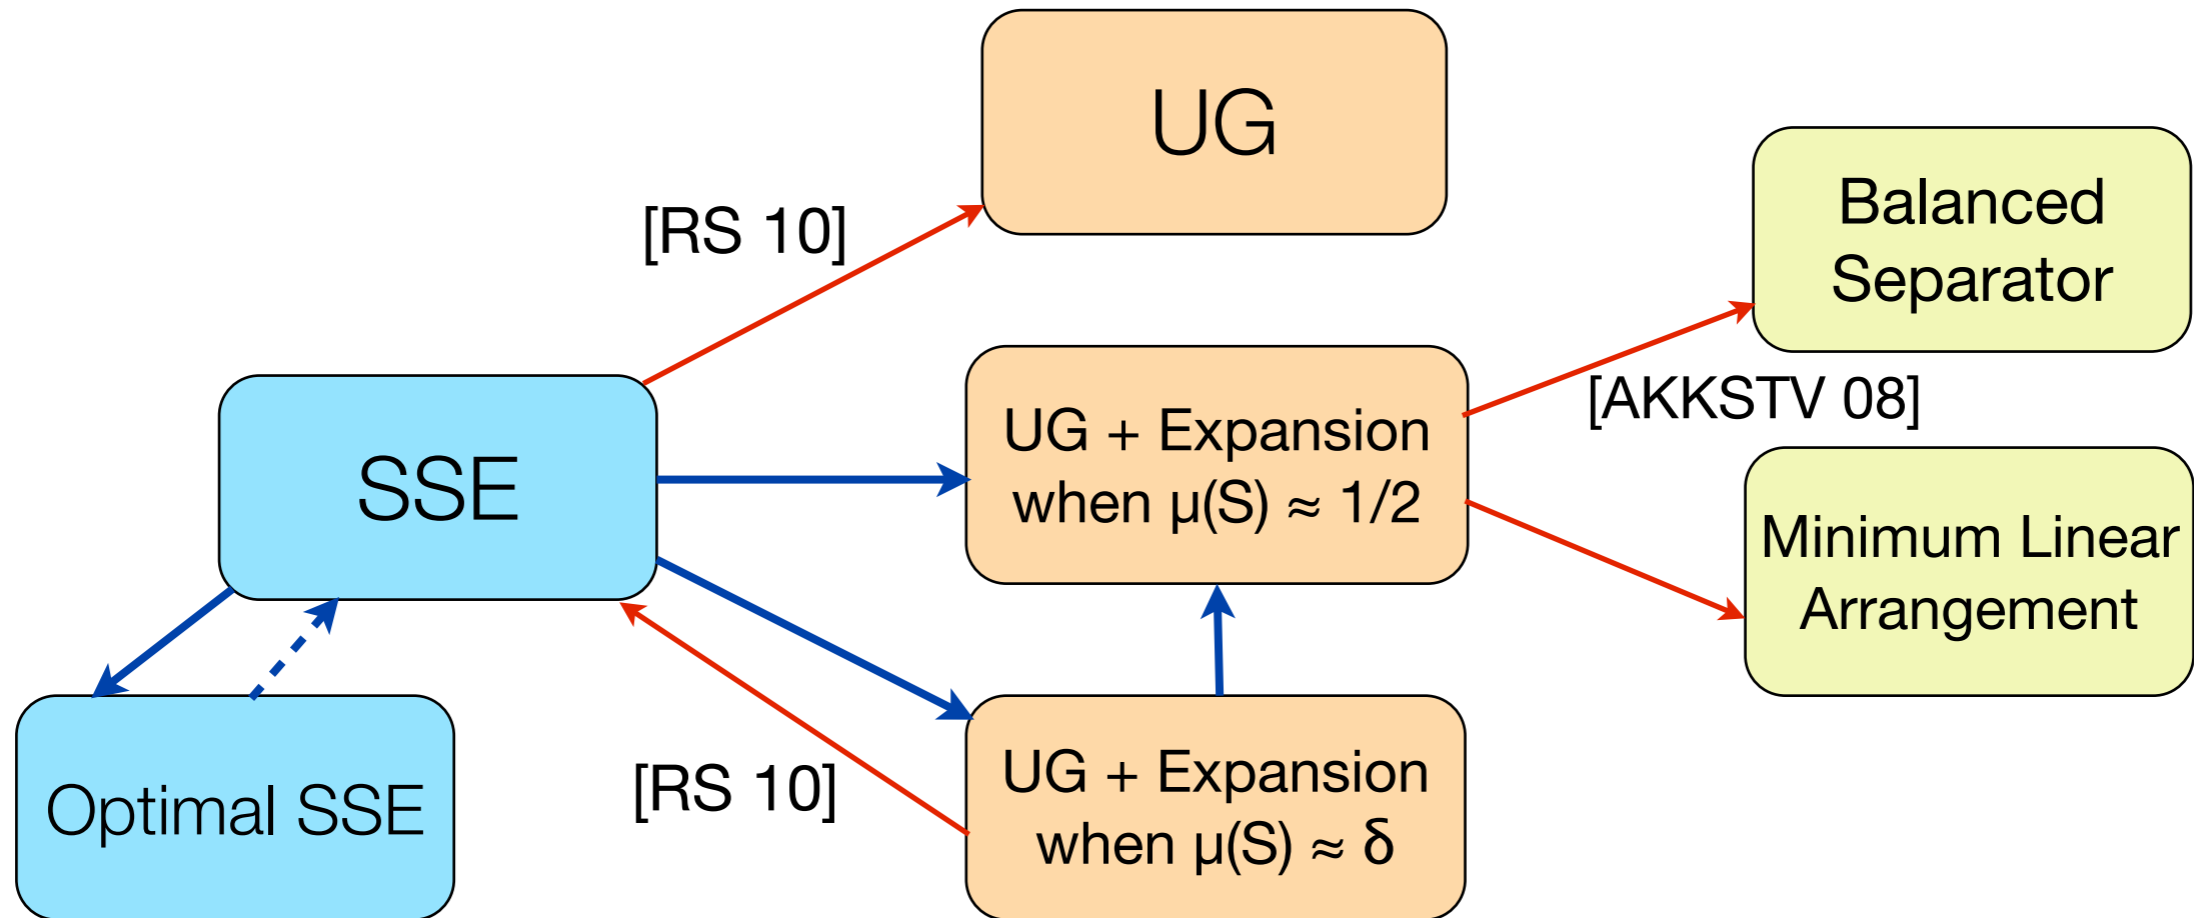 UG
[RS 10]
Balanced
Separator
[AKKSTV 08]
SSE
UG + Expansion
when μ(S) ≈ 1/2
Minimum Linear
Arrangement
[RS 10]
UG + Expansion
when μ(S) ≈ δ
Optimal SSE